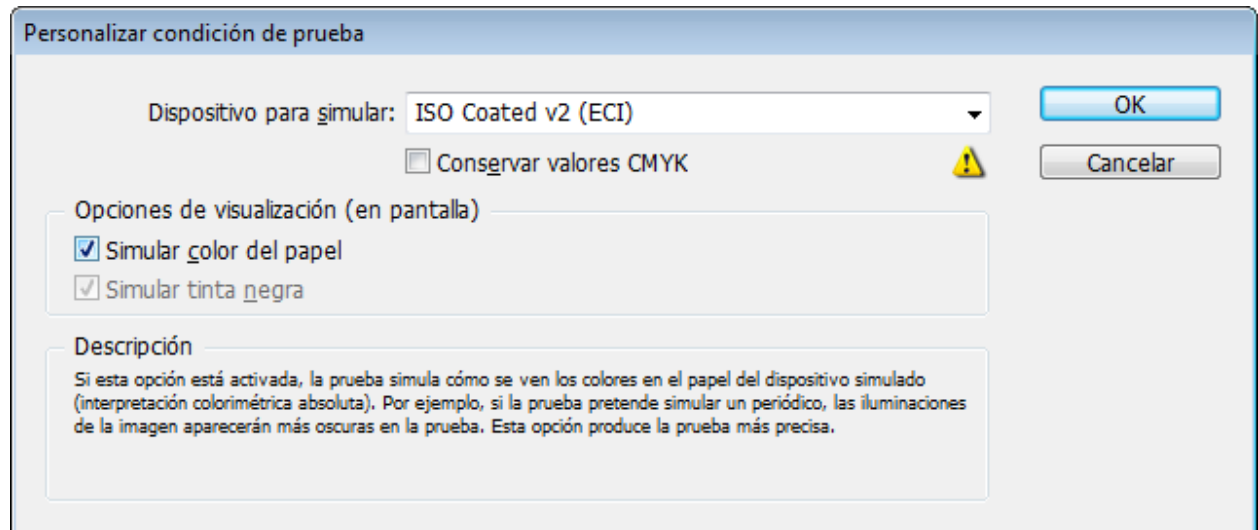 Personalizar condición de prueba
Dispositivo para simular: ISO Coated v2 (ECI) OK
Conservar valores CMYK Cancelar
Opciones de visualización (en pantalla)
Simular color del papel
Simular tinta negra
Descripción
Si esta opción está activada, la prueba simula cómo se ven los colores en el papel del dispositivo simulado
(interpretación colorimétrica absoluta). Por ejemplo, si la prueba pretende simular un periódico, las iluminaciones
de la imagen aparecerán más oscuras en la prueba. Esta opción produce la prueba más precisa.